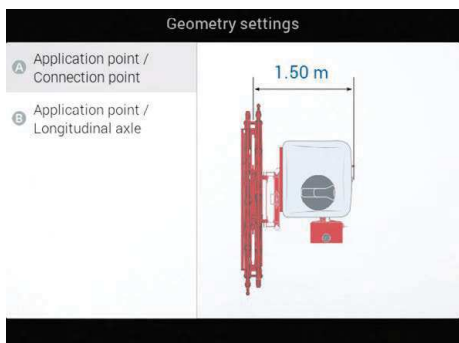 Geometry settings
A
Application point /
Connection point
B
Application point /
Longitudinal axle
1.50 m